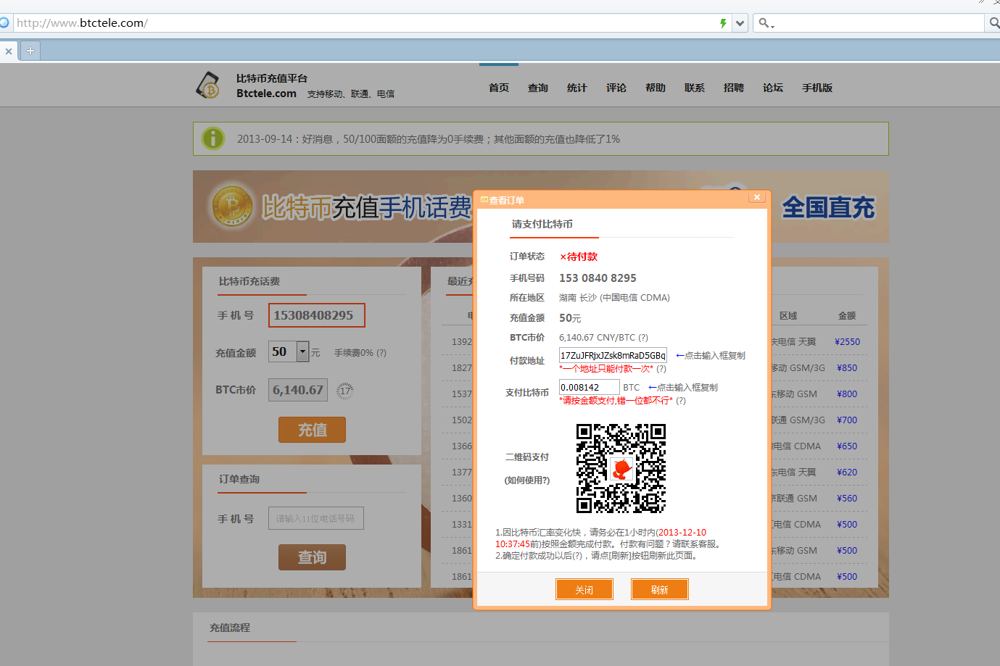 http://www.btctele.com/
比特币充值平台
Btctele.com 支持移动、联通、电信
首页 查询 统计 评论 帮助 联系 招聘 论坛 手机版
2013-09-14：好消息，50/100面额的充值降为0手续费；其他面额的充值也降低了1%
比特币充值手机话费
全国直充
查看订单
请支付比特币
订单状态 ×待付款
手机号码 153 0840 8295
所在地区 湖南 长沙 (中国电信 CDMA)
充值金额 50元
BTC市价 6,140.67 CNY/BTC (?)
付款地址 17ZuJFRjxJZsk8mRaD5GBq ←点击输入框复制
*一个地址只能付款一次* (?)
支付比特币 0.008142 BTC ←点击输入框复制
*请按金额支付,错一位都不行* (?)
二维码支付
(如何使用?)
1.因比特币汇率变化快，请务必在1小时内(2013-12-10
10:37:45前)按照金额完成付款。付款有问题？请联系客服。
2.确定付款成功以后(?)，请点[刷新]按钮刷新此页面。
关闭 刷新
比特币充话费
手 机 号 15308408295
充值金额 50 元 手续费0% (?)
BTC市价 6,140.67 17
充值
订单查询
手 机 号 请输入11位电话号码
查询
最近充
区域 金额
1392 电信 天翼 ¥2550
1827 移动 GSM/3G ¥850
1537 移动 GSM ¥800
1502 联通 GSM/3G ¥700
1366 电信 CDMA ¥650
1377 电信 天翼 ¥620
1360 联通 GSM ¥560
1331 电信 CDMA ¥500
1861 移动 GSM ¥500
1861 电信 CDMA ¥500
充值流程